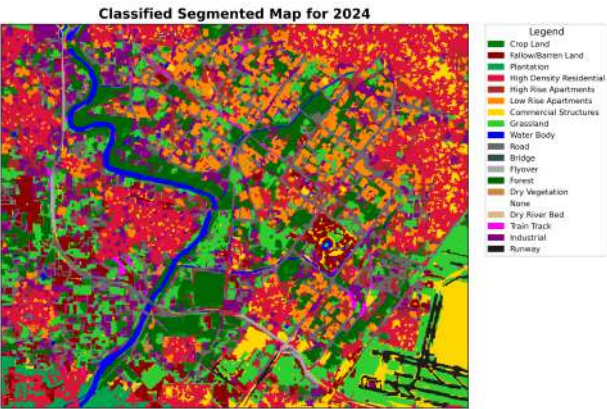 Classified Segmented Map for 2024
Legend
Crop Land
Fallow/Barren Land
Plantation
High Density Residential
High Rise Apartments
Low Rise Apartments
Commercial Structures
Grassland
Water Body
Road
Bridge
Flyover
Forest
Dry Vegetation
None
Dry River Bed
Train Track
Industrial
Runway